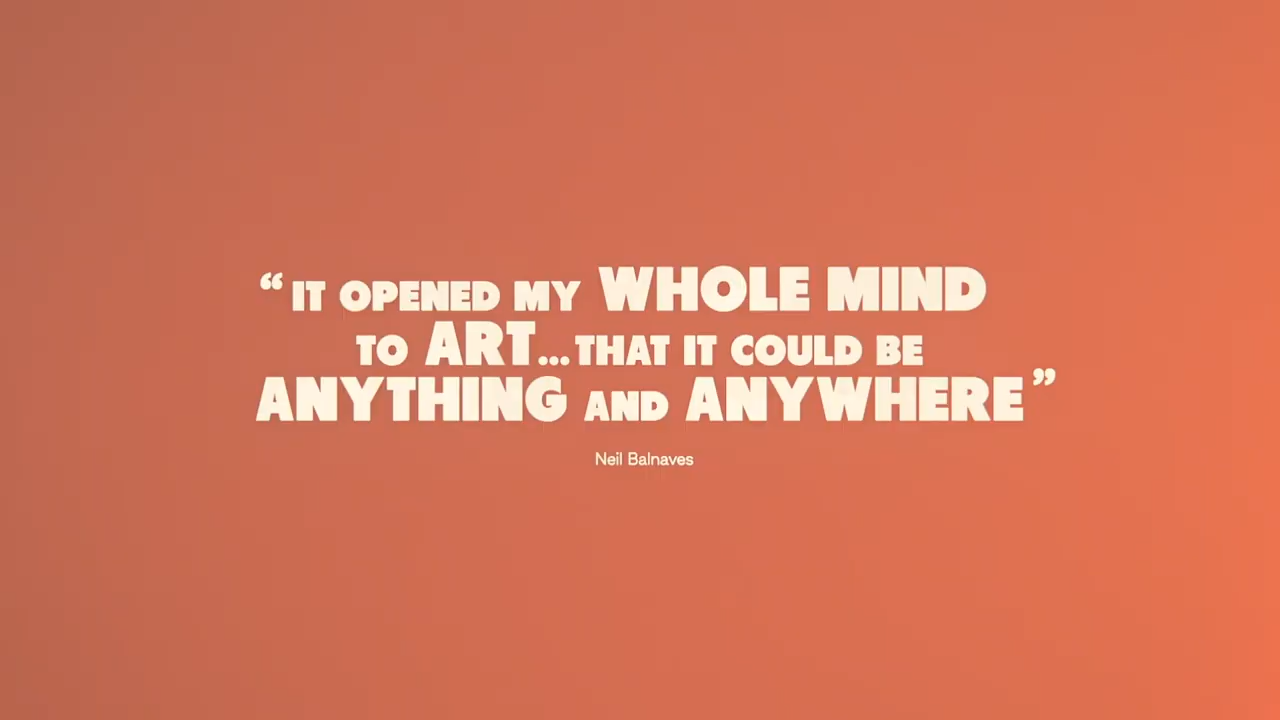 “IT OPENED MY WHOLE MIND
TO ART...THAT IT COULD BE
ANYTHING AND ANYWHERE”
Neil Balnaves